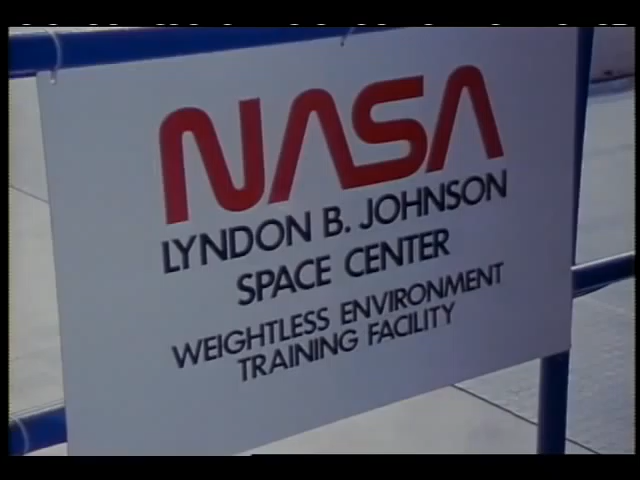 NASA
LYNDON B. JOHNSON
SPACE CENTER
WEIGHTLESS ENVIRONMENT
TRAINING FACILITY